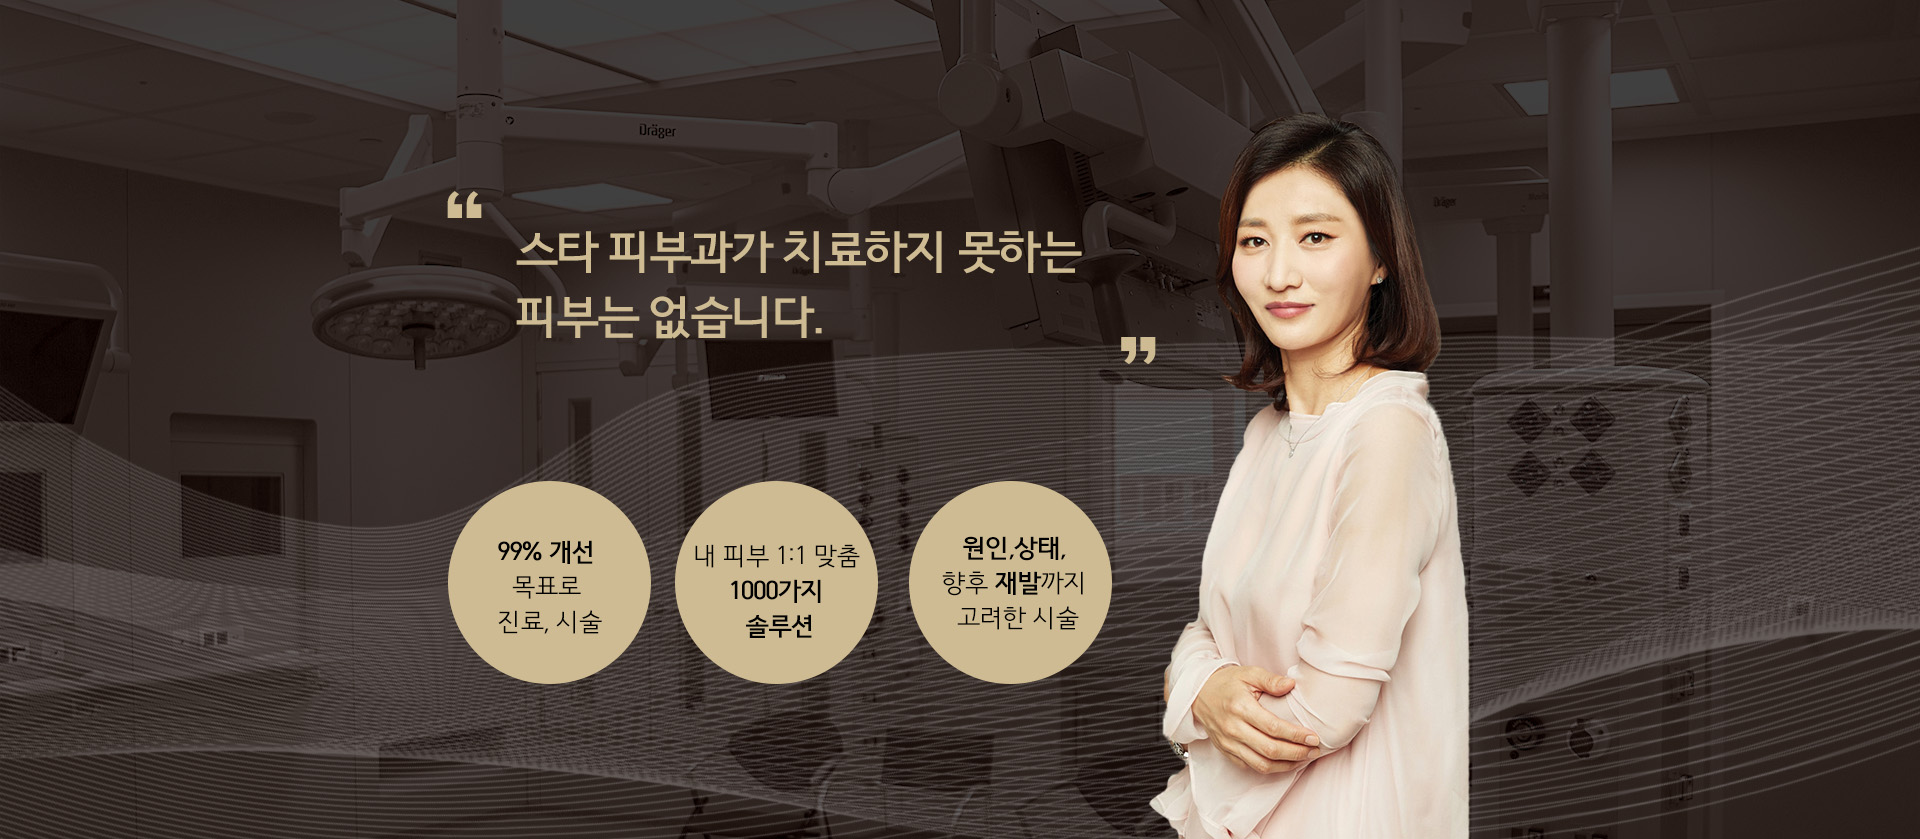 Dräger
“
스타 피부과가 치료하지 못하는
피부는 없습니다.
”
99% 개선
목표로
진료, 시술
내 피부 1:1 맞춤
1000가지
솔루션
원인,상태,
향후 재발까지
고려한 시술